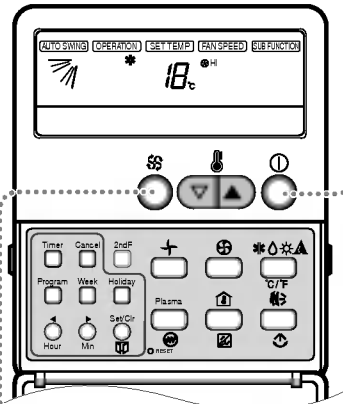 AUTO SWING OPERATION SET TEMP FAN SPEED SUB FUNCTION
18°C HI
Timer Cancel 2ndF
Program Week Holiday °C/°F
Plasma
Set/Clr
Hour Min RESET